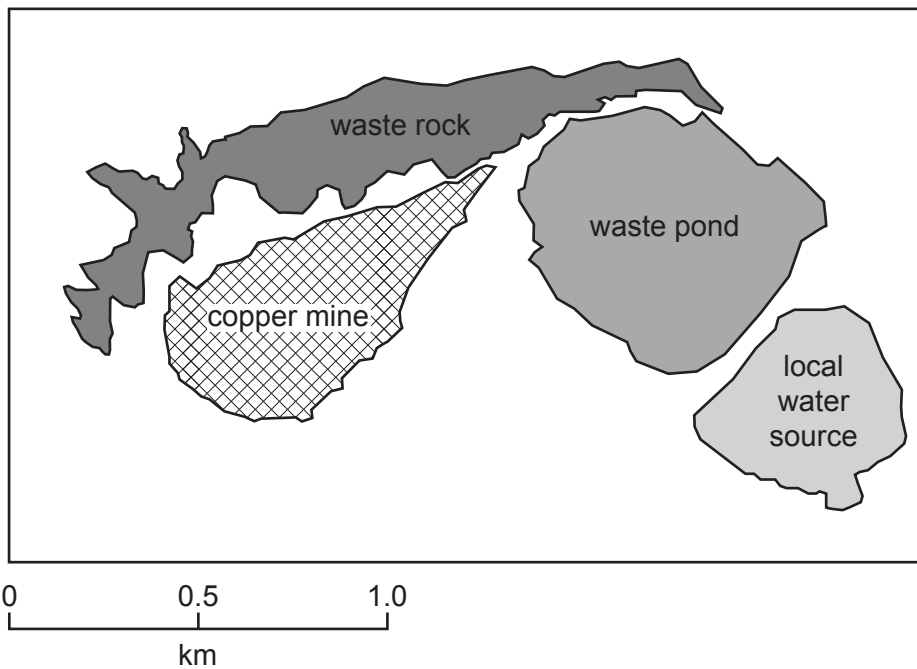 waste rock
waste pond
copper mine
local
water
source
0 0.5 1.0
km